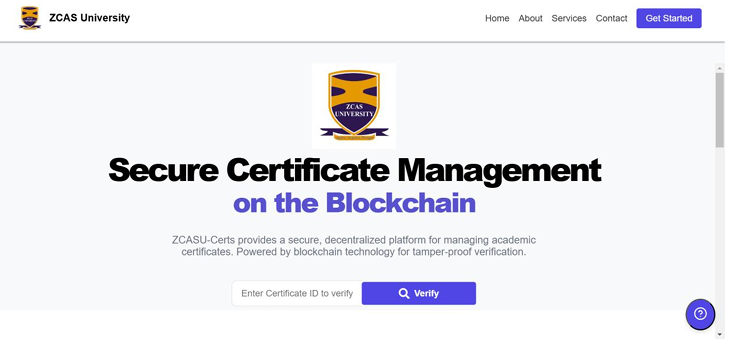 ZCAS University
Home About Services Contact Get Started
ZCAS
UNIVERSITY
Secure Certificate Management
on the Blockchain
ZCASU-Certs provides a secure, decentralized platform for managing academic
certificates. Powered by blockchain technology for tamper-proof verification.
Enter Certificate ID to verify Verify